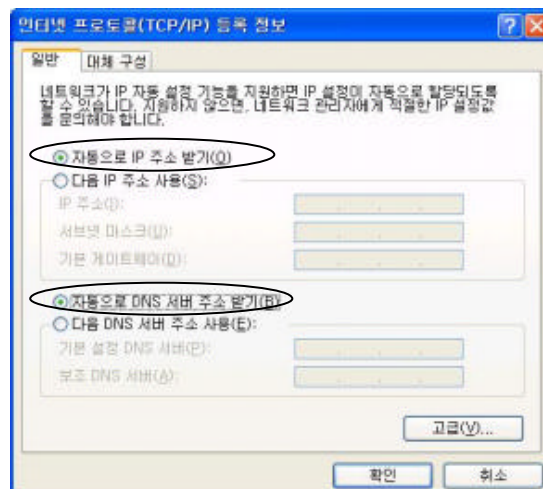 인터넷 프로토콜(TCP/IP) 등록 정보
일반 대체 구성
네트워크가 IP 자동 설정 기능을 지원하면 IP 설정이 자동으로 할당되도록
할 수 있습니다. 지원하지 않으면, 네트워크 관리자에게 적절한 IP 설정값
을 문의해야 합니다.
자동으로 IP 주소 받기(O)
다음 IP 주소 사용(S):
IP 주소(I):
서브넷 마스크(U):
기본 게이트웨이(D):
자동으로 DNS 서버 주소 받기(B)
다음 DNS 서버 주소 사용(E):
기본 설정 DNS 서버(P):
보조 DNS 서버(A):
고급(V)...
확인 취소